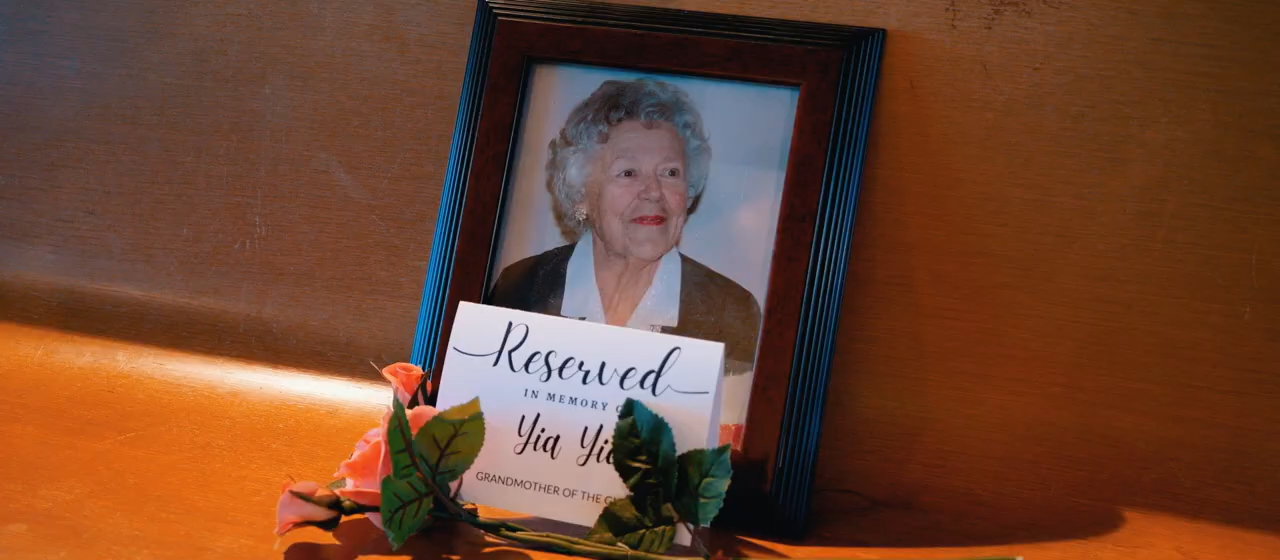 Reserved
IN MEMORY
Yia
GRANDMOTHER OF THE